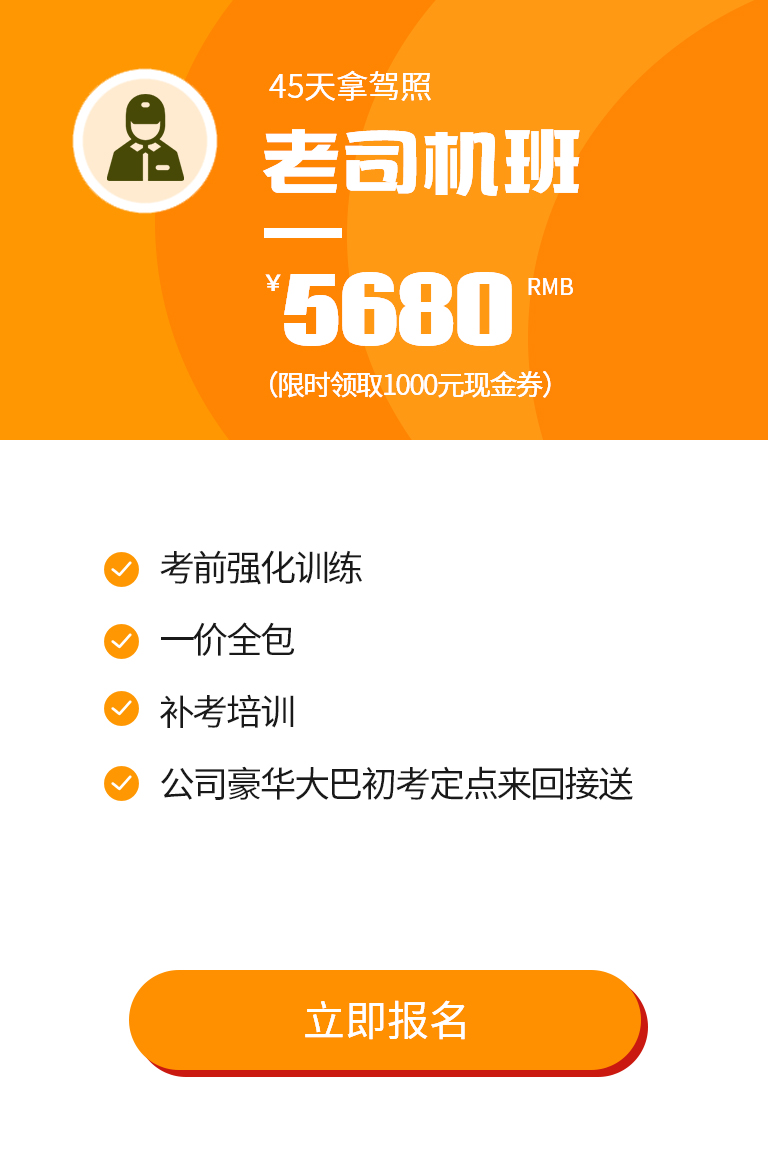 45天拿驾照
老司机班
¥5680 RMB
（限时领取1000元现金券）
考前强化训练
一价全包
补考培训
公司豪华大巴初考定点来回接送
立即报名